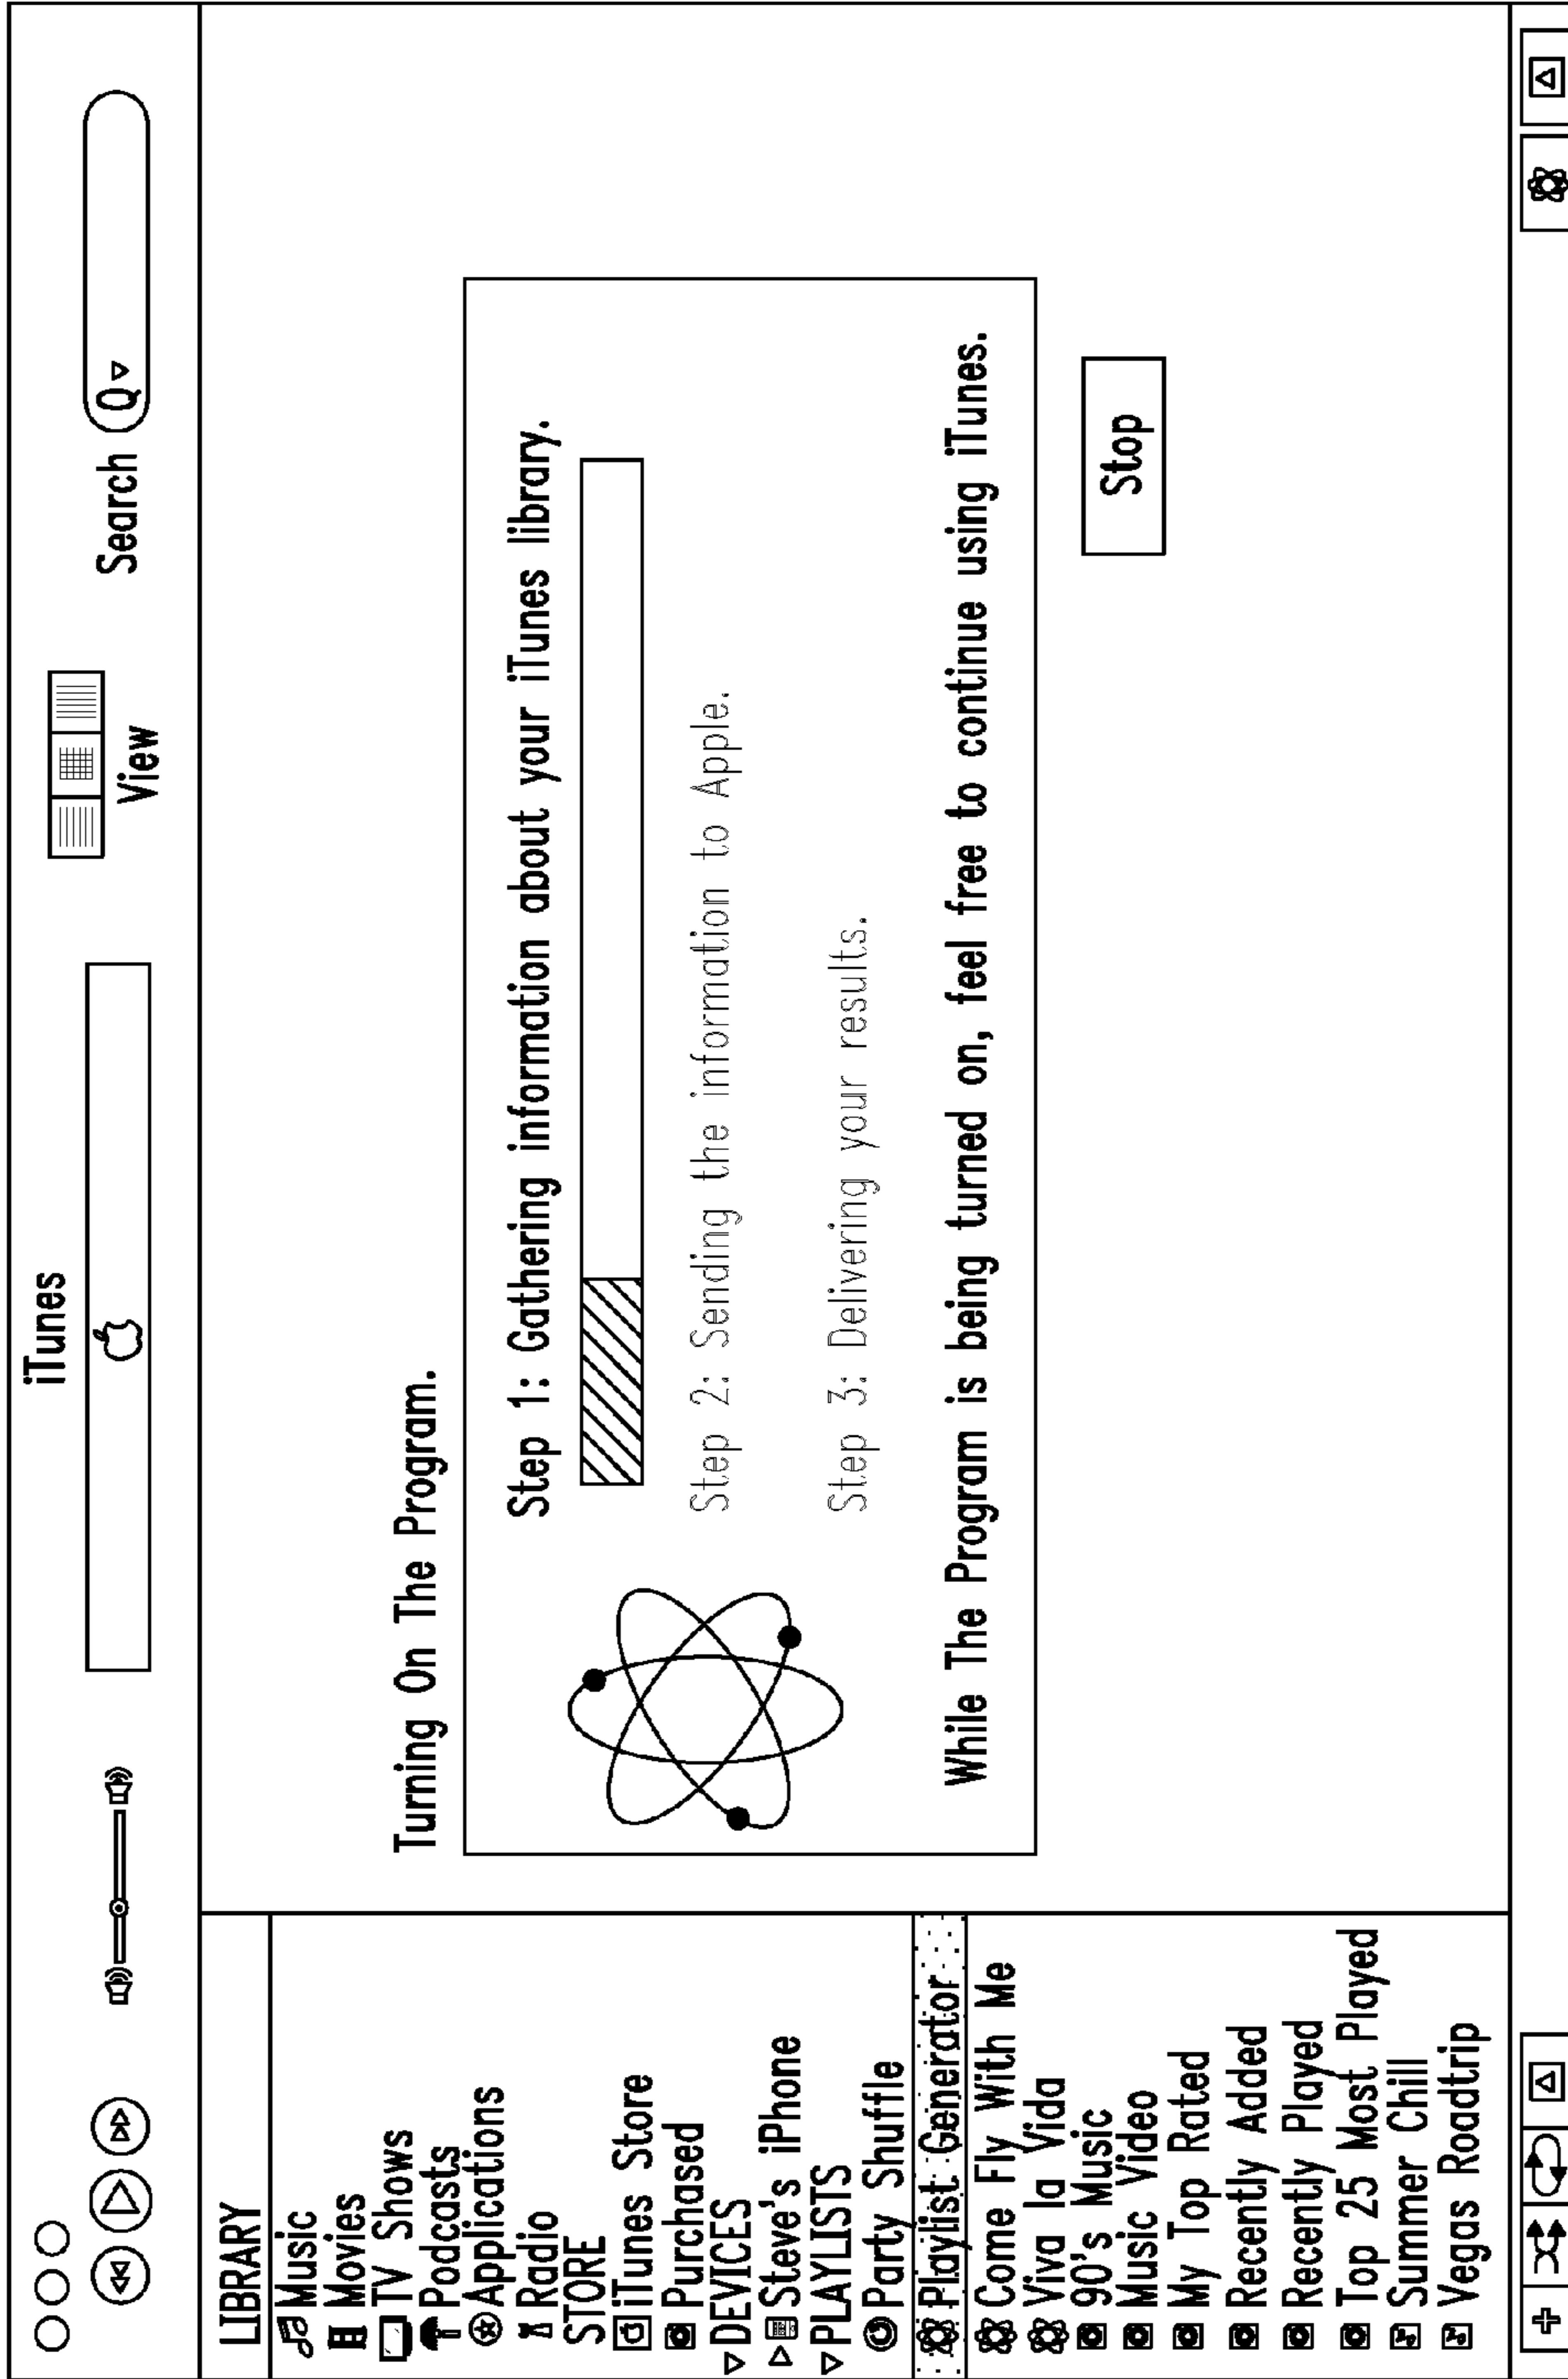 iTunes
View
Search
LIBRARY
Music
Movies
TV Shows
Podcasts
Applications
Radio
STORE
iTunes Store
Purchased
DEVICES
Steve's iPhone
PLAYLISTS
Party Shuffle
Playlist Generator
Come Fly With Me
Viva la Vida
90's Music
Music Video
My Top Rated
Recently Added
Recently Played
Top 25 Most Played
Summer Chill
Vegas Roadtrip
Turning On The Program.
Step 1: Gathering information about your iTunes library.
Step 2: Sending the information to Apple.
Step 3: Delivering your results.
While The Program is being turned on, feel free to continue using iTunes.
Stop